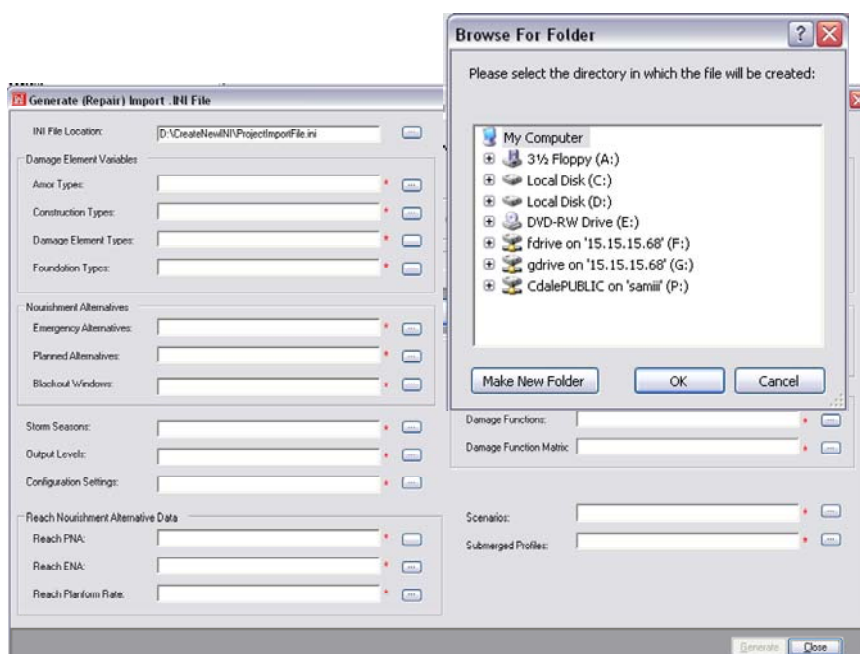 Browse For Folder
Please select the directory in which the file will be created:
My Computer
3½ Floppy (A:)
Local Disk (C:)
Local Disk (D:)
DVD-RW Drive (E:)
fdrive on '15.15.15.68' (F:)
gdrive on '15.15.15.68' (G:)
CdalePUBLIC on 'samiii' (P:)
Make New Folder OK Cancel
Generate (Repair) Import .INI File
INI File Location: D:\CreateNewINI\ProjectImportFile.ini ...
Damage Element Variables
Amor Types: * ...
Construction Types: * ...
Damage Element Types: *
Foundation Types: *
Nourishment Alternatives
Emergency Alternatives: * ...
Planned Alternatives: * ...
Blockout Windows: *
Storm Seasons: * ...
Output Levels: * ...
Configuration Settings: * ...
Reach Nourishment Alternative Data
Reach PNA: *
Reach ENA: * ...
Reach Planform Rate: * ...
Damage Functions: * ...
Damage Function Matrix: * ...
Scenarios: * ...
Submerged Profiles: * ...
Generate Close